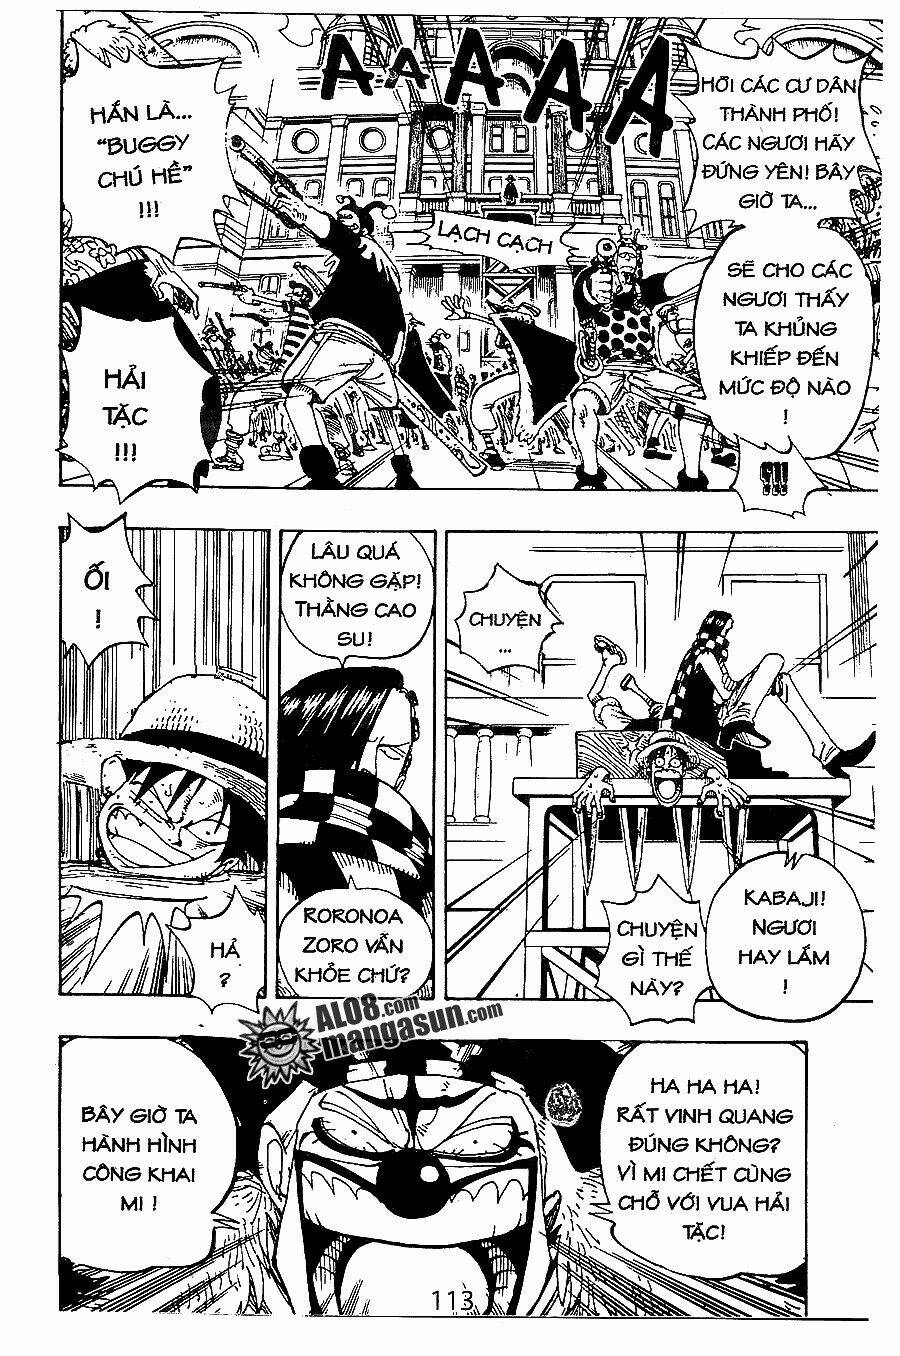 AAAAA
HẮN LÀ...
“BUGGY
CHÚ HỀ”
!!!
HỠI CÁC CƯ DÂN
THÀNH PHỐ!
CÁC NGƯƠI HÃY
ĐỨNG YÊN! BÂY
GIỜ TA...
LẠCH CẠCH
SẼ CHO CÁC
NGƯƠI THẤY
TA KHỦNG
KHIẾP ĐẾN
MỨC ĐỘ NÀO
!
HẢI
TẶC
!!!
!!!
ỐI
!
LÂU QUÁ
KHÔNG GẶP!
THẰNG CAO
SU!
CHUYỆN
...
HẢ
?
RORONOA
ZORO VẪN
KHỎE CHỨ?
CHUYỆN
GÌ THẾ
NÀY?
KABAJI!
NGƯƠI
HAY LẮM
!
ALO8.com
mangasun.com
BÂY GIỜ TA
HÀNH HÌNH
CÔNG KHAI
MI !
HA HA HA!
RẤT VINH QUANG
ĐÚNG KHÔNG?
VÌ MI CHẾT CÙNG
CHỖ VỚI VUA HẢI
TẶC!
113